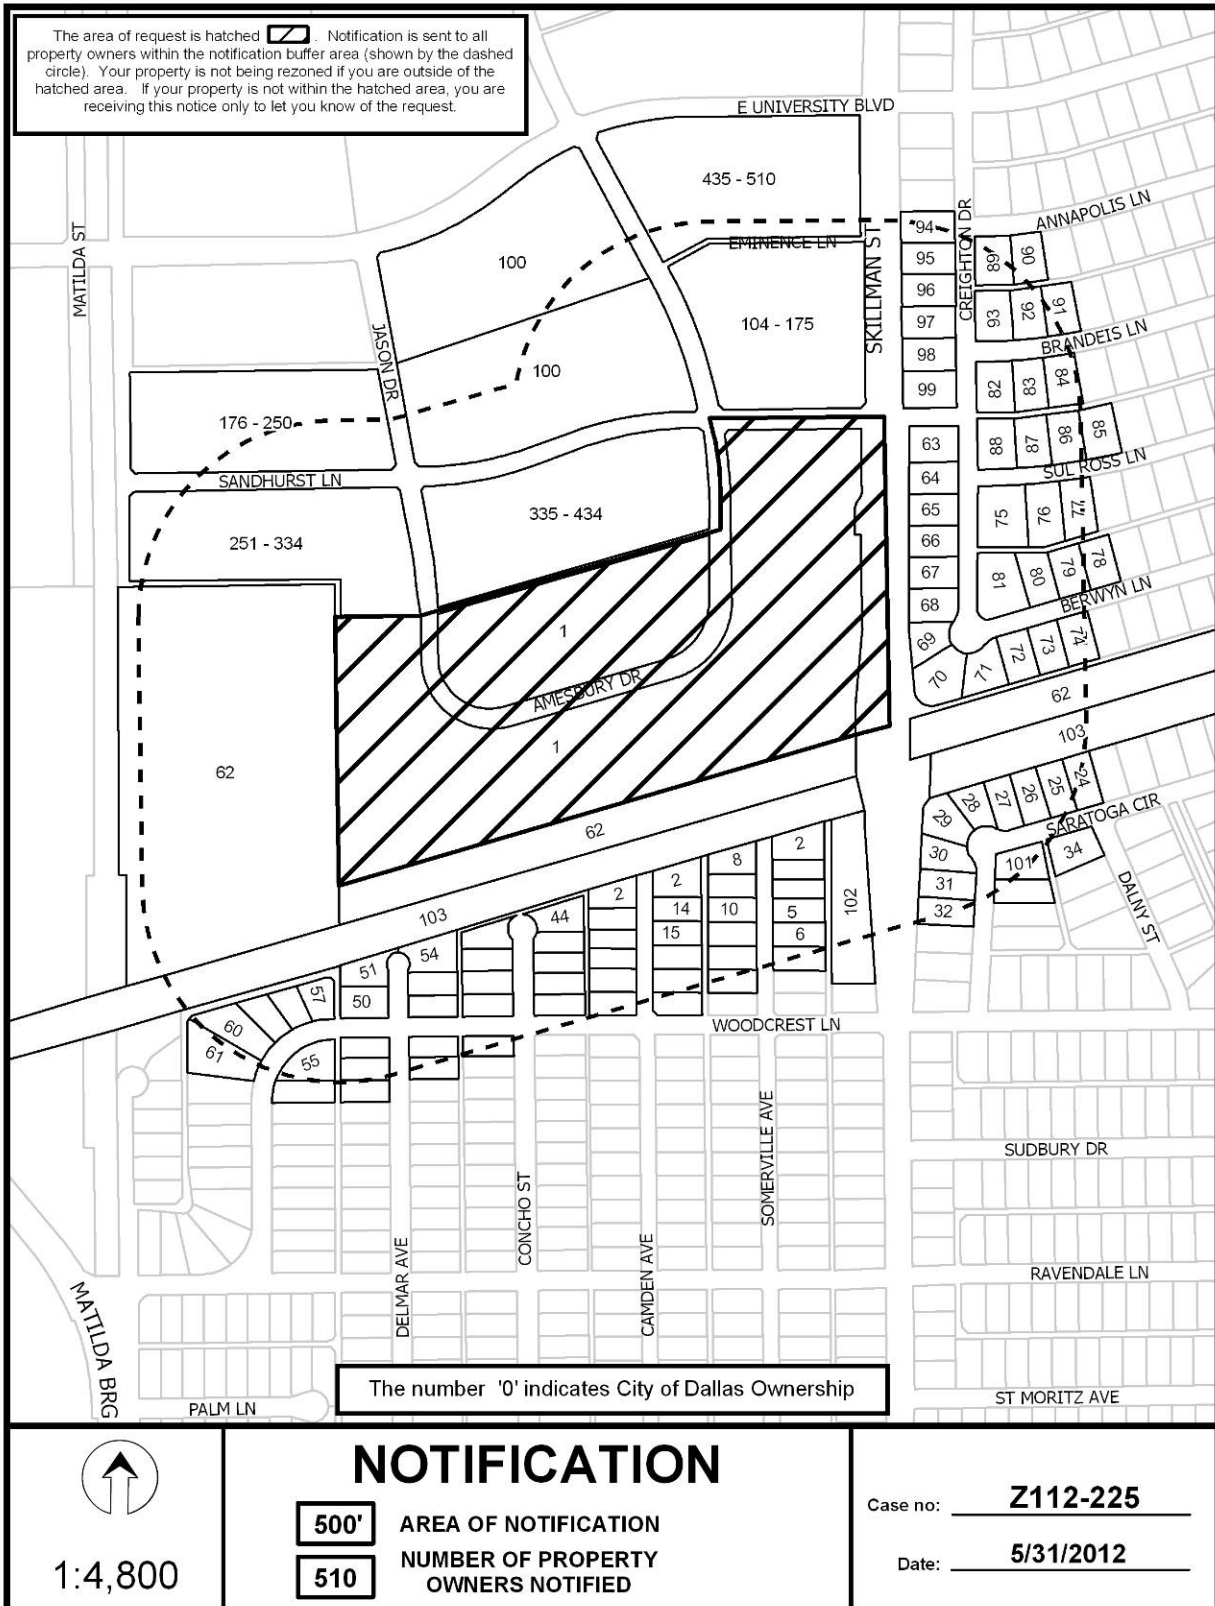 The area of request is hatched . Notification is sent to all
property owners within the notification buffer area (shown by the dashed
circle). Your property is not being rezoned if you are outside of the
hatched area. If your property is not within the hatched area, you are
receiving this notice only to let you know of the request.
E UNIVERSITY BLVD
435 - 510
MATILDA ST
ANNAPOLIS LN
CREIGHTON DR
SKILLMAN ST
EMINENCE LN
94
95
96
97
98
99
89
90
93
92
91
BRANDEIS LN
100
104 - 175
JASON DR
100
82
83
84
176 - 250
88
87
86
85
SUL ROSS LN
63
64
65
66
67
68
69
70
SANDHURST LN
335 - 434
251 - 334
75
76
77
81
80
79
78
BERWYN LN
71
72
73
74
1
AMESBURY DR
1
62
62
103
62
103
24
25
26
27
28
29
SARATOGA CIR
30
31
32
101
34
DALNY ST
2
8
2
2
14
10
5
15
6
102
44
54
51
50
57
60
61
55
WOODCREST LN
SUDBURY DR
SOMERVILLE AVE
CONCHO ST
CAMDEN AVE
DELMAR AVE
RAVENDALE LN
MATILDA BRG
PALM LN
ST MORITZ AVE
The number '0' indicates City of Dallas Ownership
1:4,800
NOTIFICATION
500' AREA OF NOTIFICATION
510 NUMBER OF PROPERTY
OWNERS NOTIFIED
Case no: Z112-225
Date: 5/31/2012